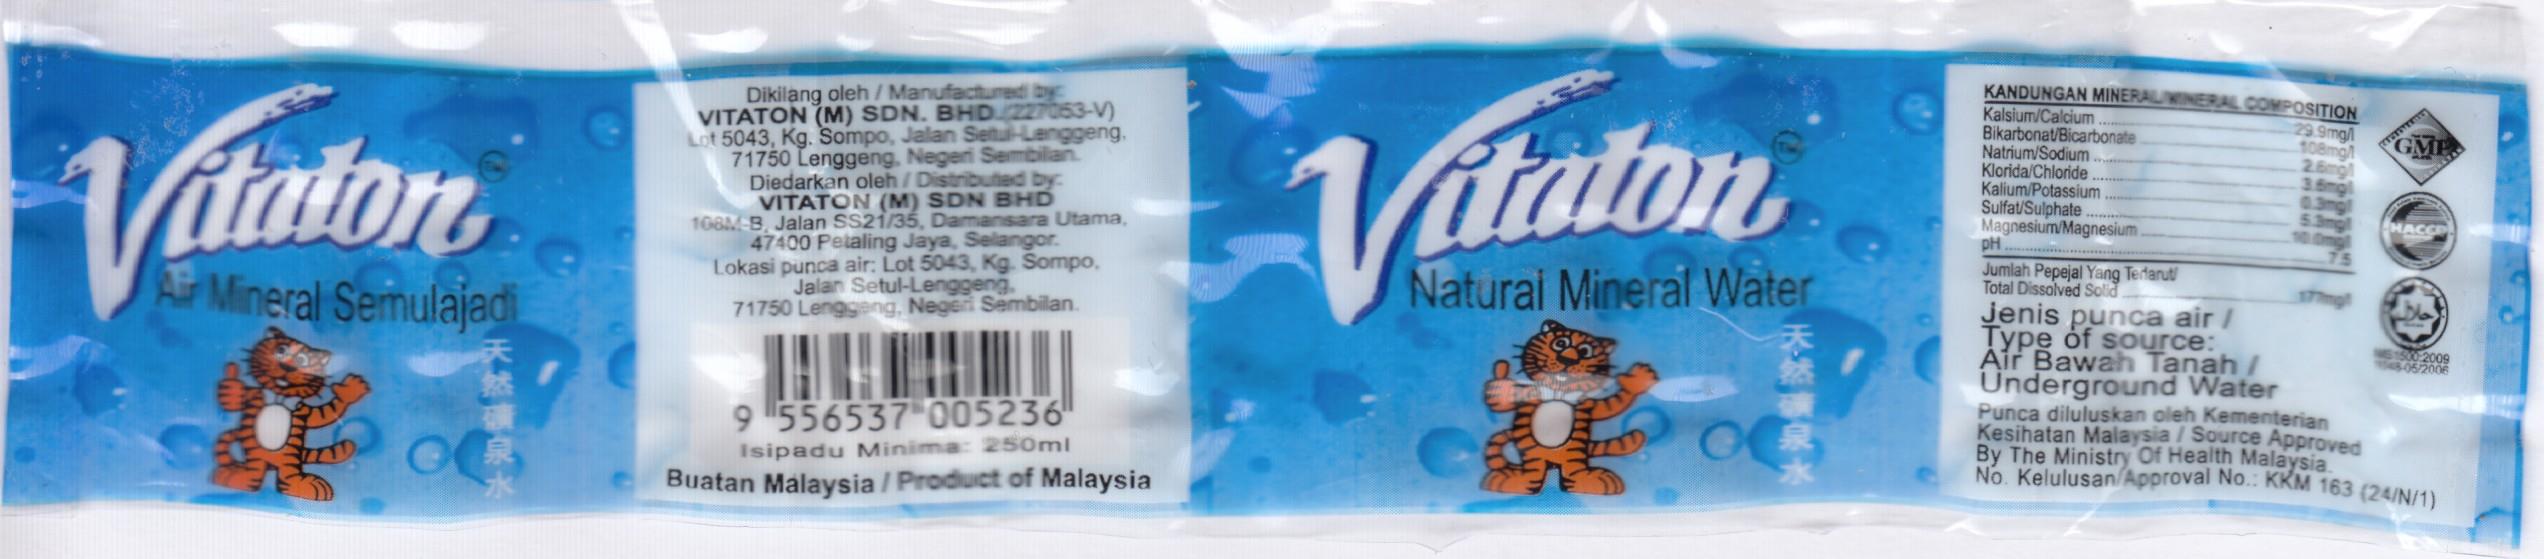 Vitaton
TM
Air Mineral Semulajadi
天然礦泉水
Dikilang oleh / Manufactured by:
VITATON (M) SDN. BHD. (227053-V)
Lot 5043, Kg. Sompo, Jalan Setul-Lenggeng,
71750 Lenggeng, Negeri Sembilan.
Diedarkan oleh / Distributed by:
VITATON (M) SDN BHD
108M-B, Jalan SS21/35, Damansara Utama,
47400 Petaling Jaya, Selangor.
Lokasi punca air: Lot 5043, Kg. Sompo,
Jalan Setul-Lenggeng,
71750 Lenggeng, Negeri Sembilan.
9 556537 005236
Isipadu Minima: 250ml
Buatan Malaysia / Product of Malaysia
Vitaton
TM
Natural Mineral Water
天然礦泉水
KANDUNGAN MINERAL/MINERAL COMPOSITION
Kalsium/Calcium 29.9mg/l
Bikarbonat/Bicarbonate 108mg/l
Natrium/Sodium 2.6mg/l
Klorida/Chloride 3.6mg/l
Kalium/Potassium 0.3mg/l
Sulfat/Sulphate 5.3mg/l
Magnesium/Magnesium 10.0mg/l
pH 7.5
Jumlah Pepejal Yang Terlarut/
Total Dissolved Solid 177mg/l
Jenis punca air /
Type of source:
Air Bawah Tanah /
Underground Water
Punca diluluskan oleh Kementerian
Kesihatan Malaysia / Source Approved
By The Ministry Of Health Malaysia.
No. Kelulusan/Approval No.: KKM 163 (24/N/1)
GMP
HACCP
حلال
MS1500:2009
1548-05/2006